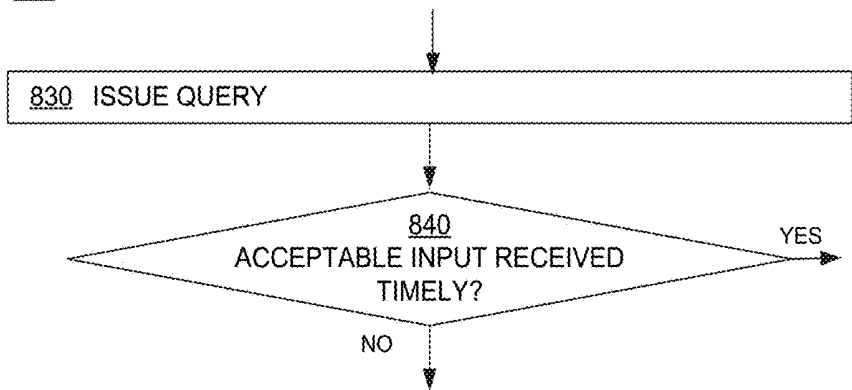 830 ISSUE QUERY
840
ACCEPTABLE INPUT RECEIVED
TIMELY?
YES
NO